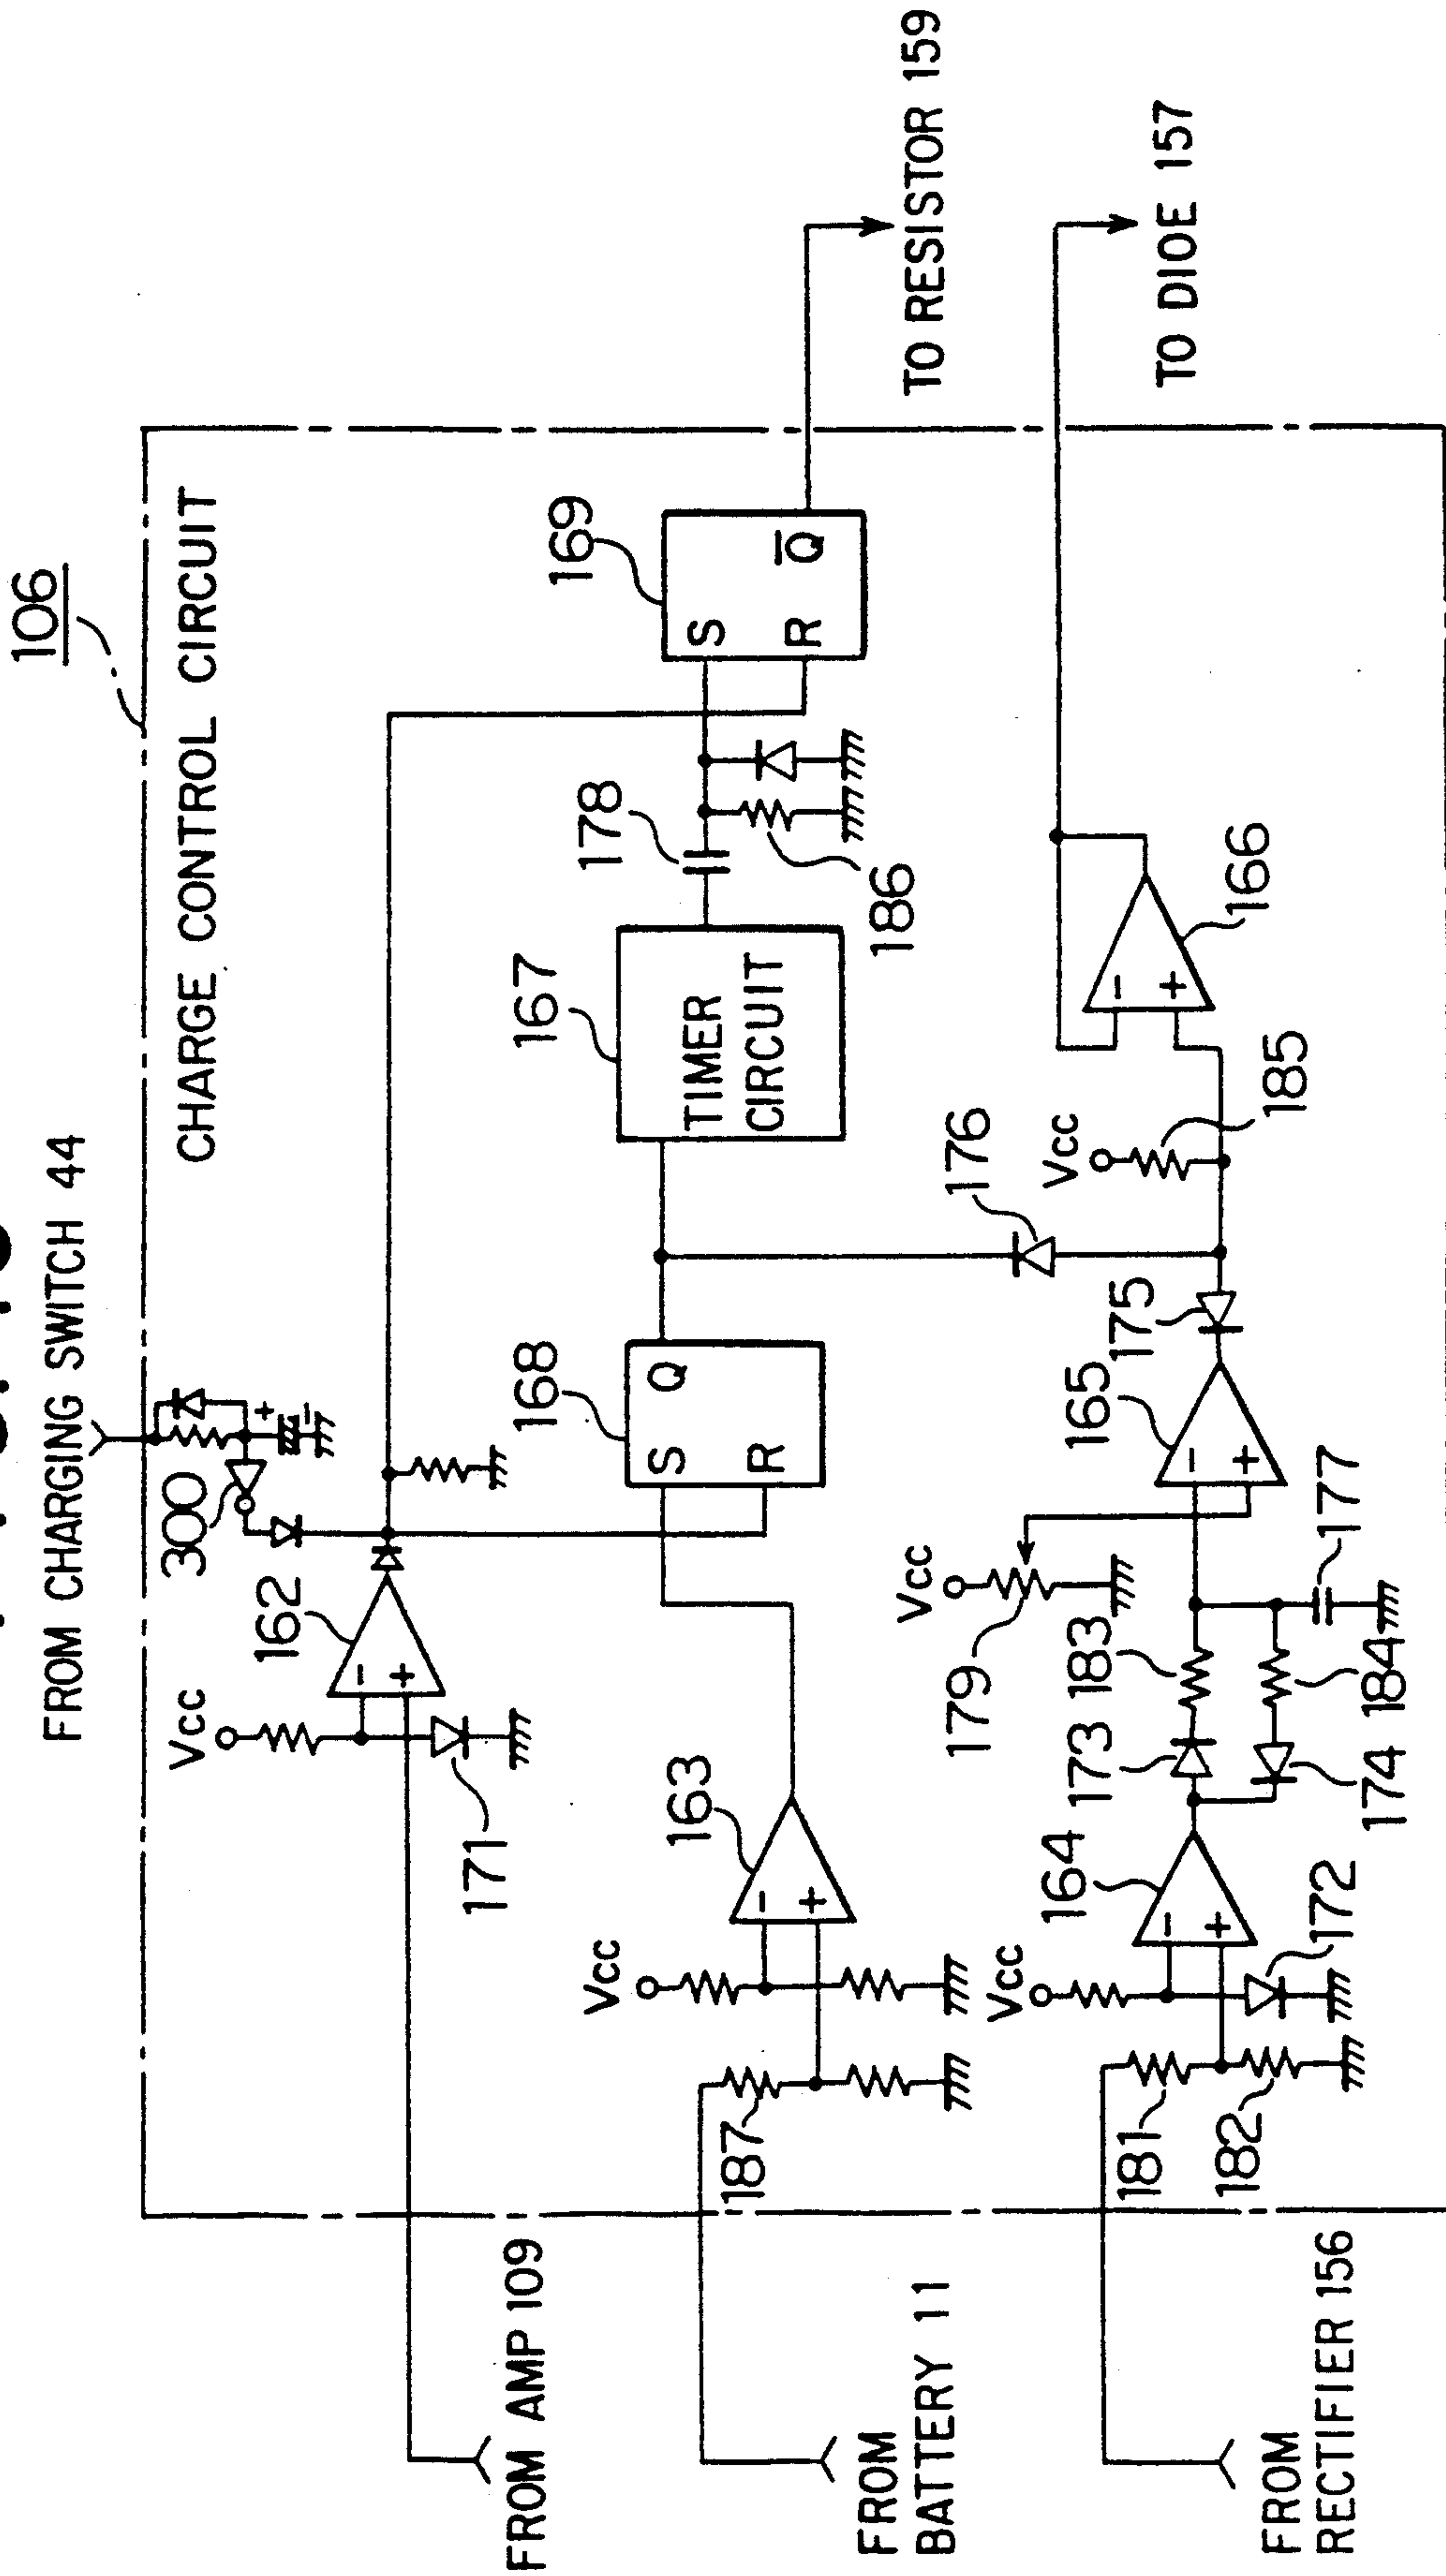 106
FROM CHARGING SWITCH 44
CHARGE CONTROL CIRCUIT
300
+
-
Vcc
162
-
+
171
FROM AMP 109
168
S
Q
R
167
TIMER
CIRCUIT
178
186
169
S
R
Q̅
TO RESISTOR 159
Vcc
163
-
+
187
FROM
BATTERY 11
176
Vcc
185
166
-
+
TO DIOE 157
Vcc
179
165
-
+
175
Vcc
164
-
+
172
173
183
174
184
177
181
182
FROM
RECTIFIER 156